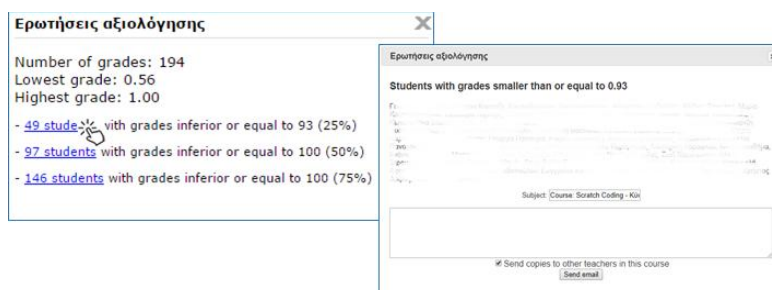 Ερωτήσεις αξιολόγησης
Number of grades: 194
Lowest grade: 0.56
Highest grade: 1.00
- 49 stude with grades inferior or equal to 93 (25%)
- 97 students with grades inferior or equal to 100 (50%)
- 146 students with grades inferior or equal to 100 (75%)
Ερωτήσεις αξιολόγησης
Students with grades smaller than or equal to 0.93
Subject: Course: Scratch Coding - Κύκ
Send copies to other teachers in this course
Send email